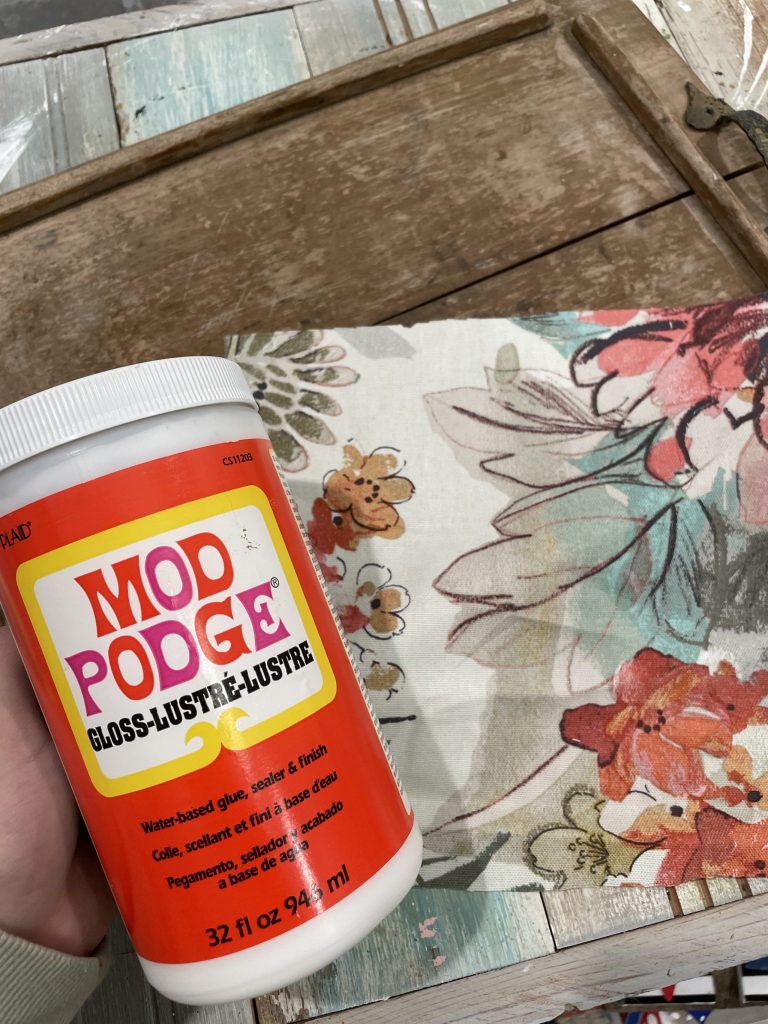 CS11203
PLAID®
MOD
PODGE®
GLOSS-LUSTRÉ-LUSTRE
Water-based glue, sealer & finish
Colle, scellant et fini à base d'eau
Pegamento, sellador y acabado
a base de agua
32 fl oz 946 ml